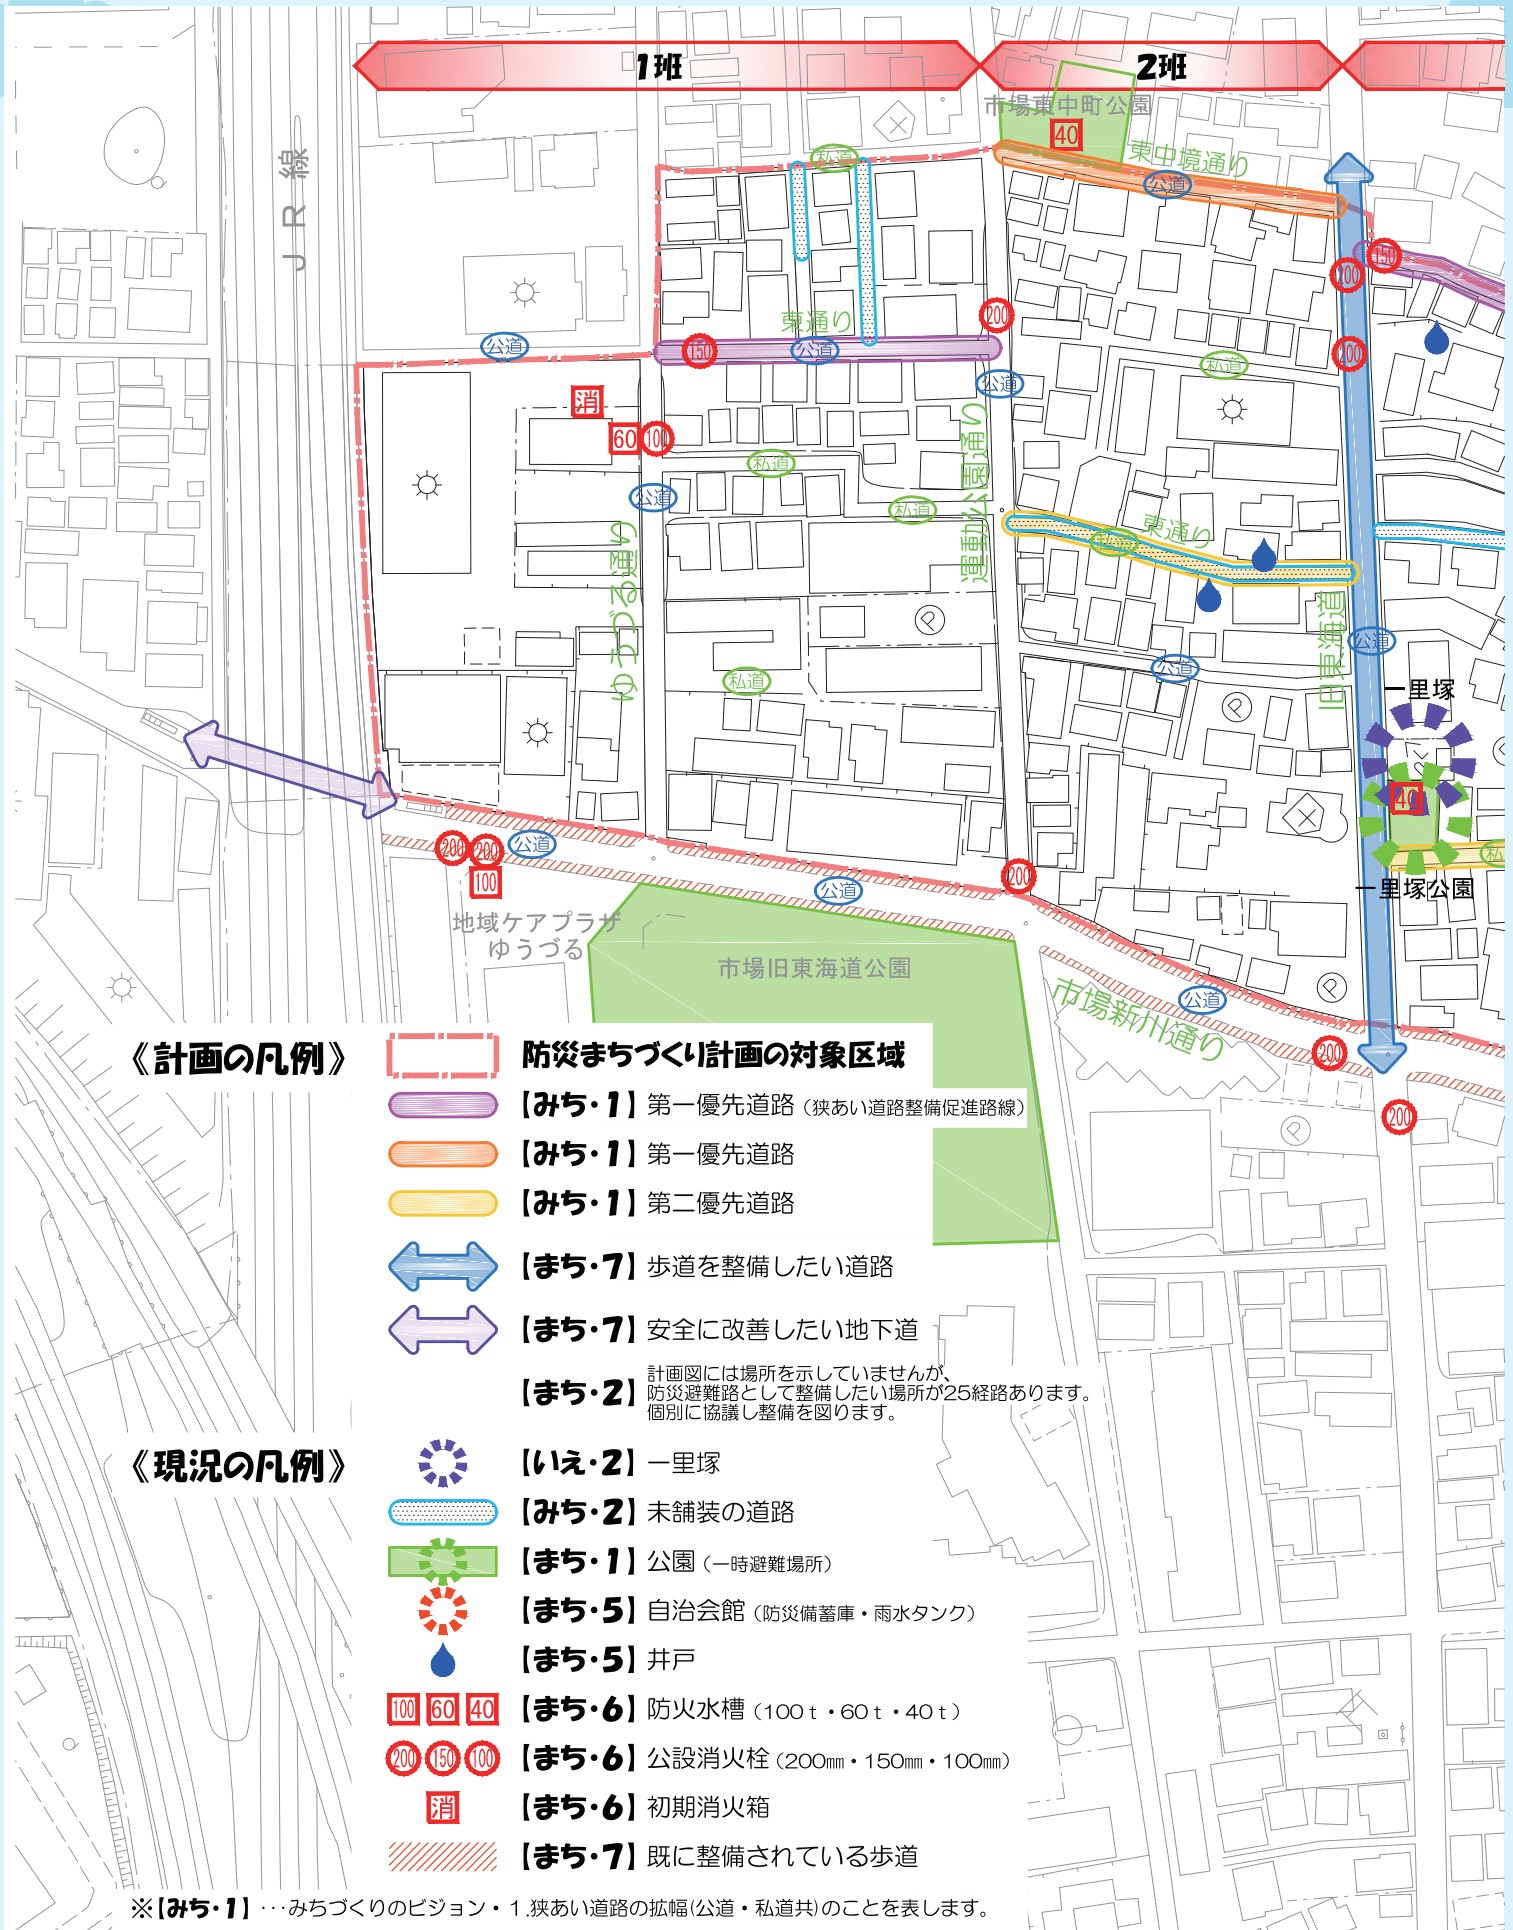 1班
2班
市場東中町公園
40
東中境通り
公道
私道
JR線
150
200
200
東通り
150
公道
200
公道
公道
200
私道
消
60
100
私道
公道
私道
運動公園通り
東通り
私道
ゆうづる通り
旧東海道
公道
公道
私道
一里塚
40
私
一里塚公園
200
200
公道
100
公道
200
地域ケアプラザ
ゆうづる
市場旧東海道公園
公道
市場新川通り
200
200
《計画の凡例》
防災まちづくり計画の対象区域
【みち・1】第一優先道路（狭あい道路整備促進路線）
【みち・1】第一優先道路
【みち・1】第二優先道路
【まち・7】歩道を整備したい道路
【まち・7】安全に改善したい地下道
【まち・2】計画図には場所を示していませんが、
防災避難路として整備したい場所が25経路あります。
個別に協議し整備を図ります。
《現況の凡例》
【いえ・2】一里塚
【みち・2】未舗装の道路
【まち・1】公園（一時避難場所）
【まち・5】自治会館（防災備蓄庫・雨水タンク）
【まち・5】井戸
100 60 40 【まち・6】防火水槽（100ｔ・60ｔ・40ｔ）
200 150 100 【まち・6】公設消火栓（200㎜・150㎜・100㎜）
消 【まち・6】初期消火箱
【まち・7】既に整備されている歩道
※【みち・1】･･･みちづくりのビジョン・１.狭あい道路の拡幅(公道・私道共)のことを表します。